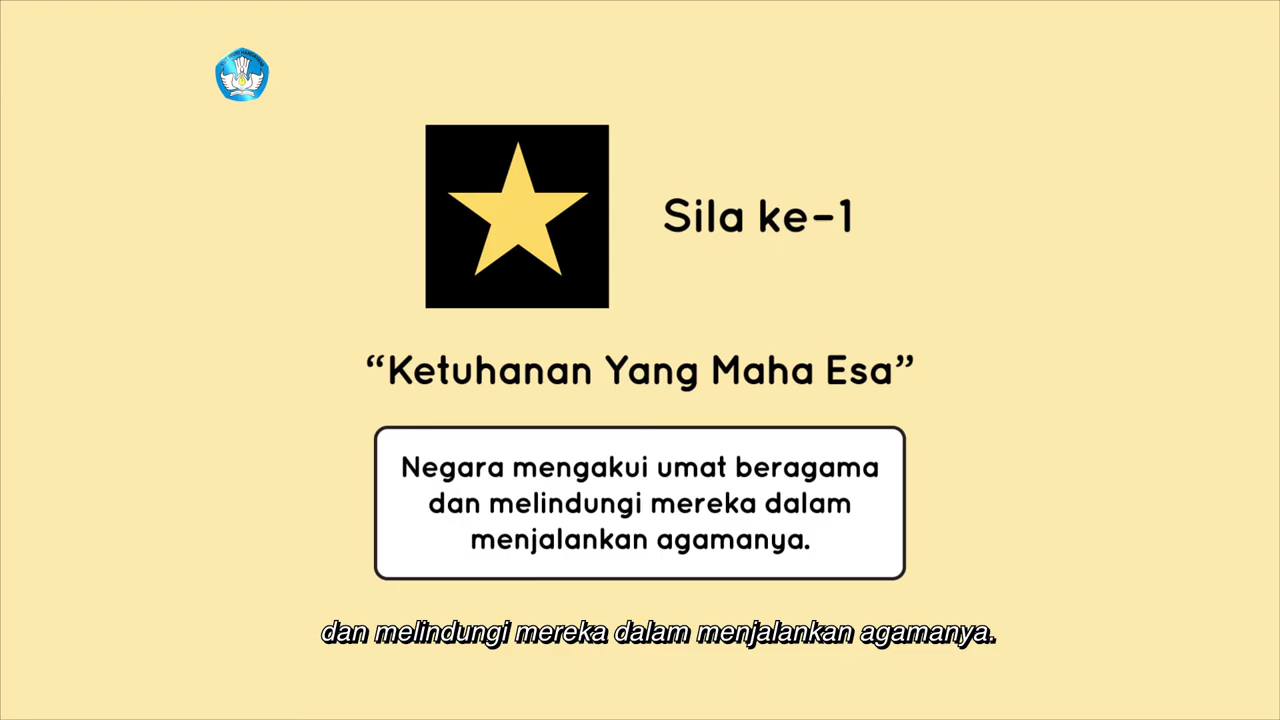 Sila ke-1
“Ketuhanan Yang Maha Esa”
Negara mengakui umat beragama
dan melindungi mereka dalam
menjalankan agamanya.
dan melindungi mereka dalam menjalankan agamanya.